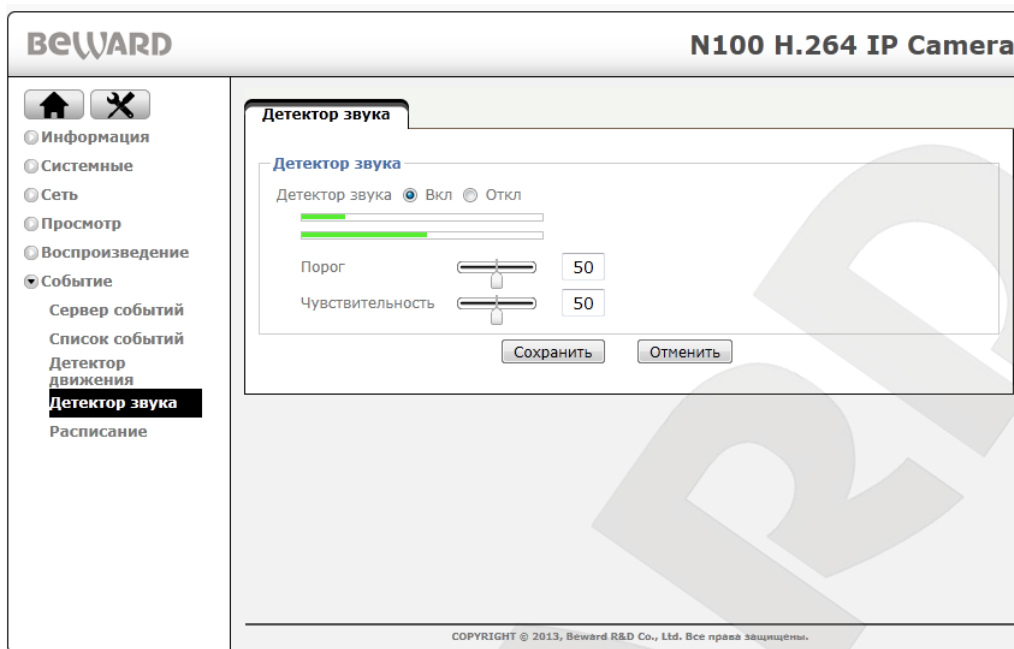 BEWARD
N100 H.264 IP Camera
Информация
Системные
Сеть
Просмотр
Воспроизведение
Событие
Сервер событий
Список событий
Детектор
движения
Детектор звука
Расписание
Детектор звука
Детектор звука
Детектор звука Вкл Откл
Порог 50
Чувствительность 50
Сохранить Отменить
COPYRIGHT © 2013, Beward R&D Co., Ltd. Все права защищены.